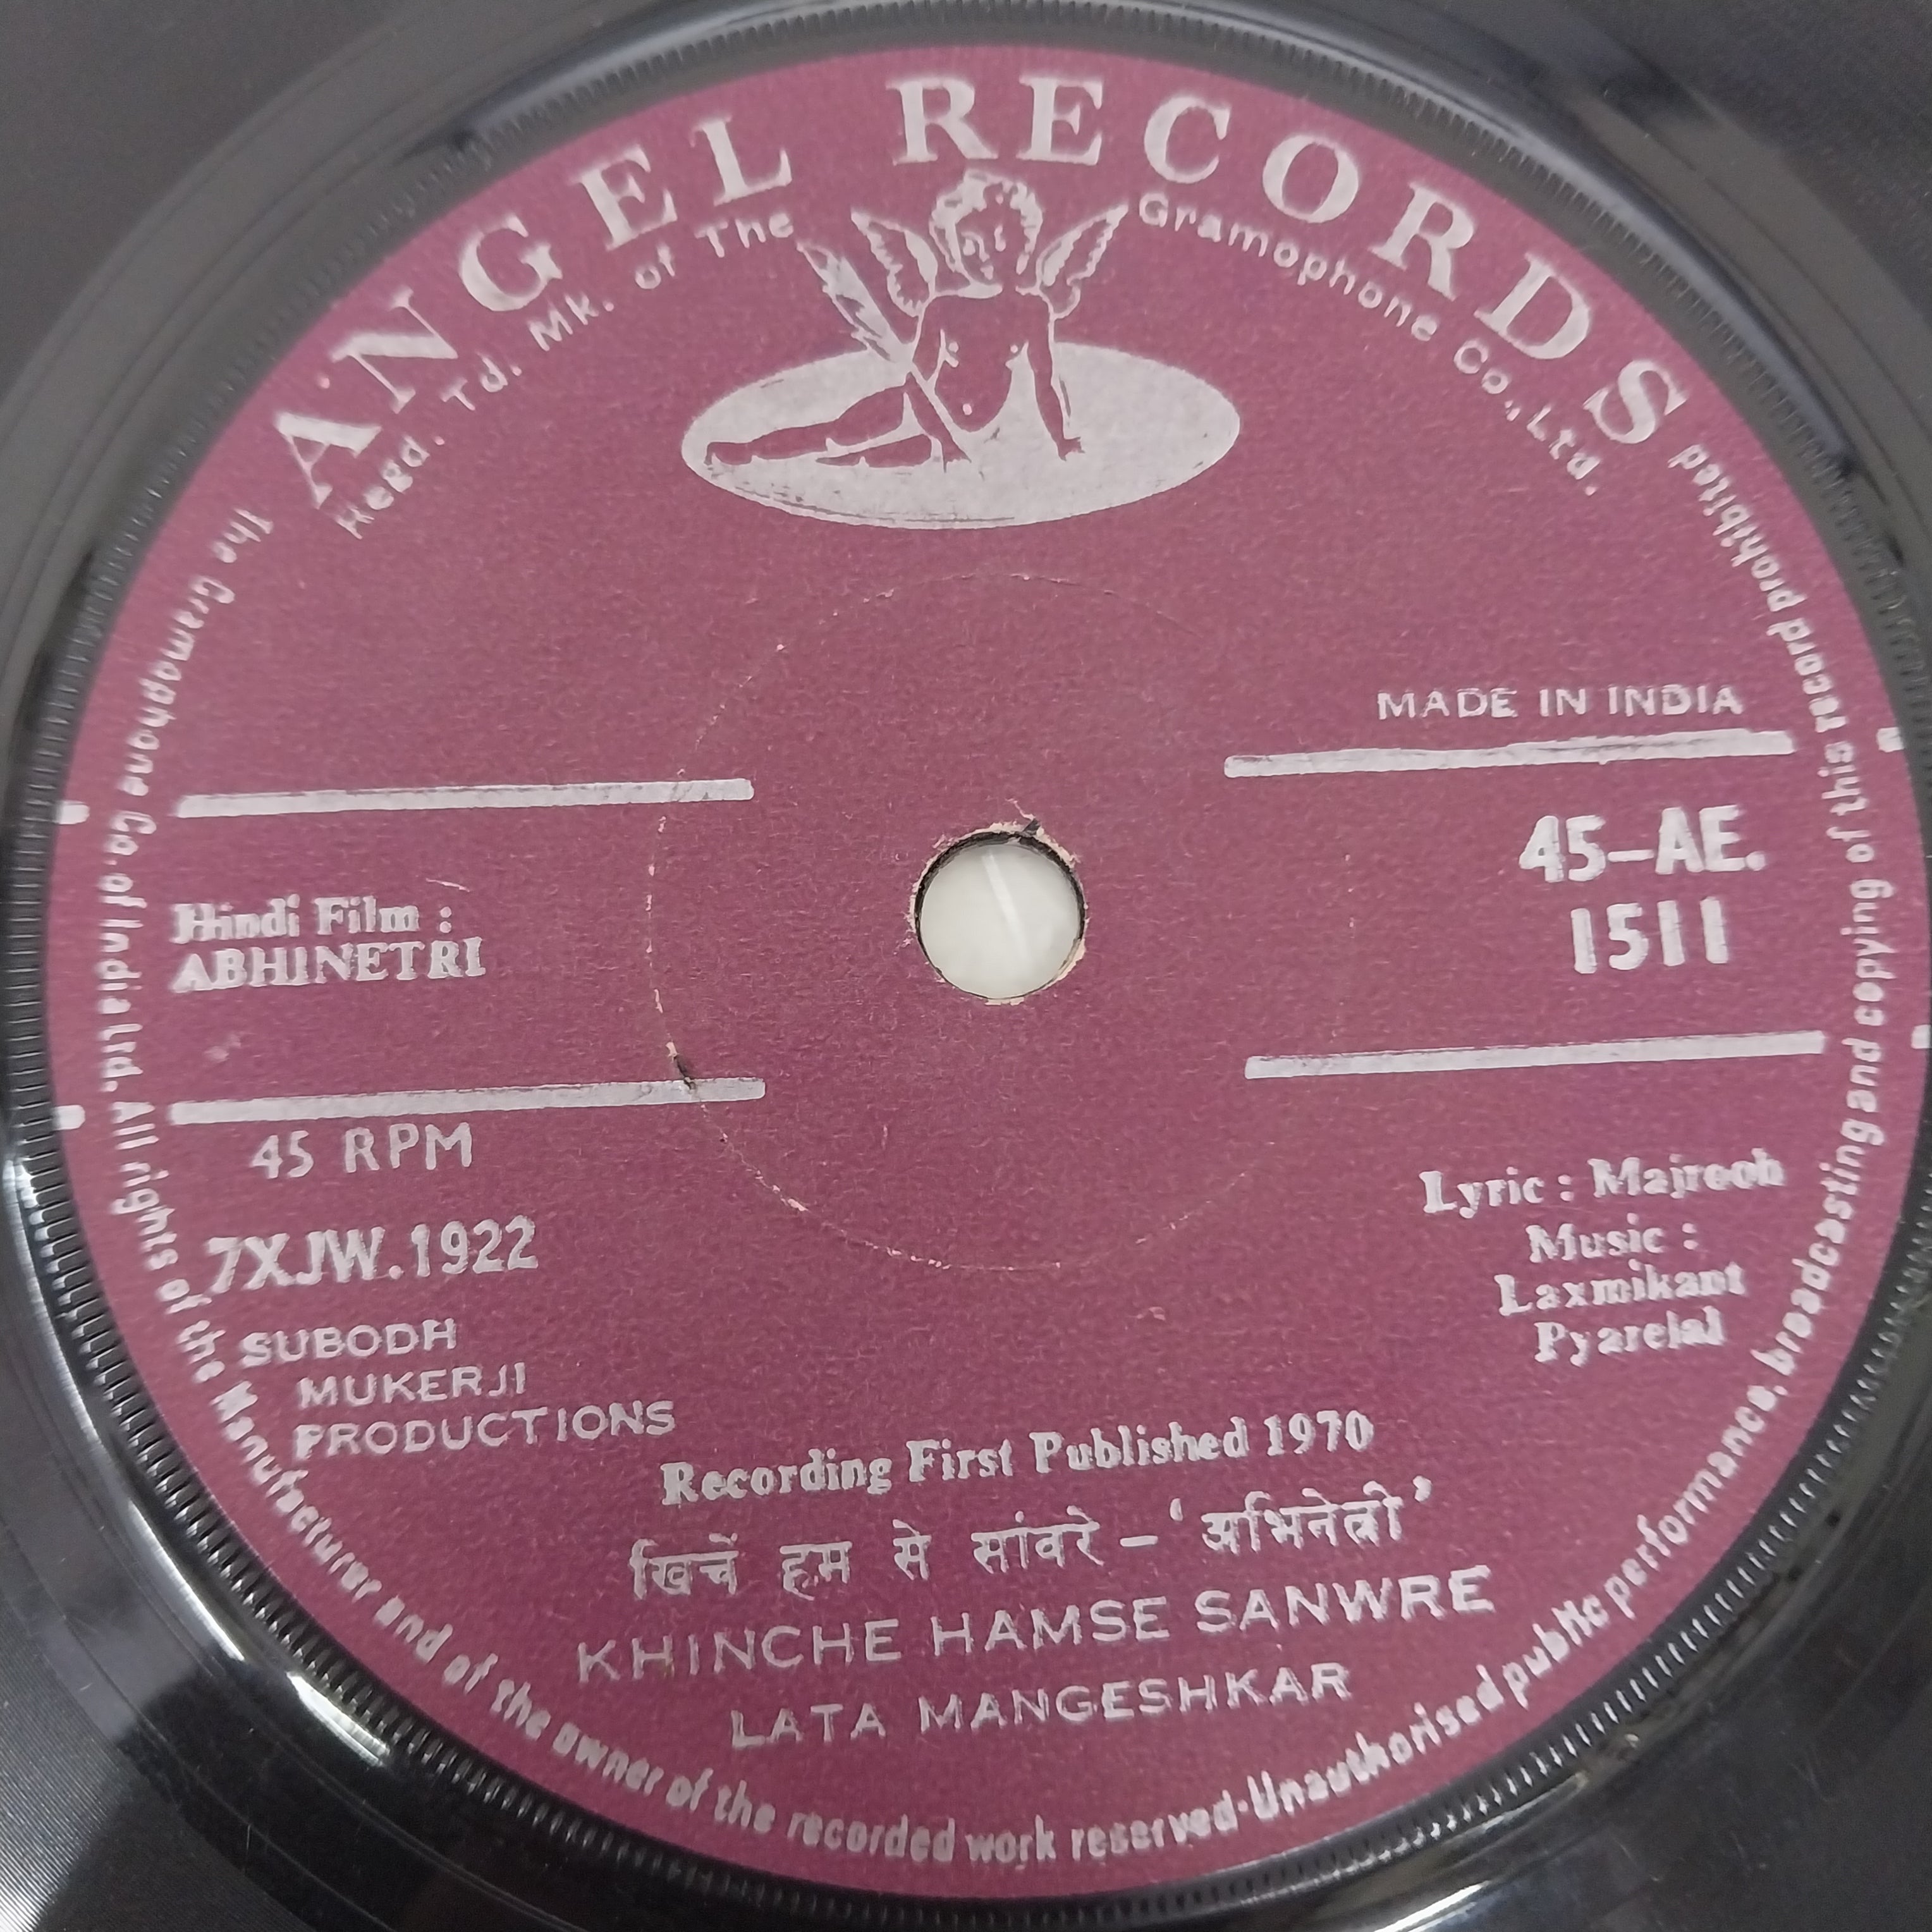 ANGEL RECORDS
Regd. Td. Mk. of The Gramophone Co., Ltd.
MADE IN INDIA
45-AE.
1511
Hindi Film :
ABHINETRI
45 RPM
7XJW.1922
SUBODH
MUKERJI
PRODUCTIONS
Lyric : Majrooh
Music :
Laxmikant
Pyarelal
Recording First Published 1970
खिचें हम से सांवरे - ‘अभिनेत्री’
KHINCHE HAMSE SANWRE
LATA MANGESHKAR
The Gramophone Co. of India Ltd. All rights of the Manufacturer and of the owner of the recorded work reserved·Unauthorised public performance, broadcasting and copying of this record prohibited